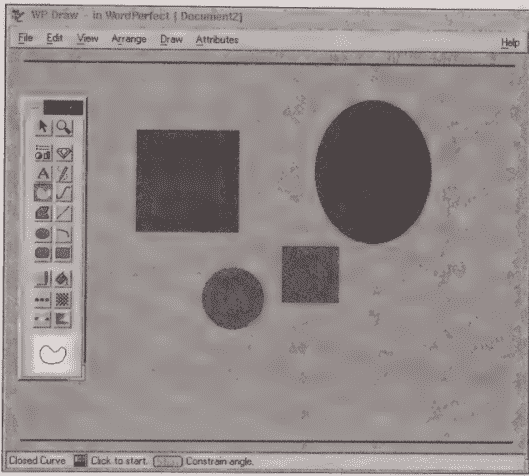 WP Draw - in WordPerfect [ Document2]
File Edit View Arrange Draw Attributes Help
A
Closed Curve Click to start. Constrain angle.